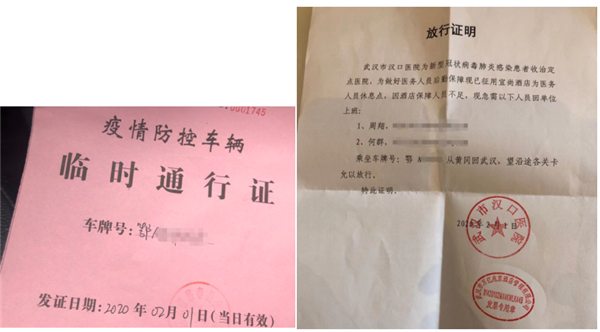 疫情防控车辆
临时通行证
车牌号:鄂A
发证日期:2020年02月01日(当日有效)
放行证明
武汉市汉口医院为新型冠状病毒肺炎感染患者收治定
点医院,为做好医务人员后勤保障现已征用宜尚酒店为医务
人员休息点,因酒店保障人员不足,现急需以下人员回单位
上班:
1、周翔,
2、何群,
乘坐车牌号:鄂 A 从黄冈回武汉,望沿途各关卡
允以放行。
特此证明。
武汉市汉口医院
发票专用章